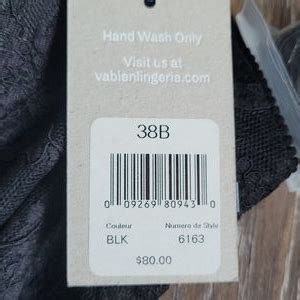 Hand Wash Only
Visit us at
vabienlingerie.com
38B
0 09269 80943 0
Couleur Numero de Style
BLK 6163
$80.00